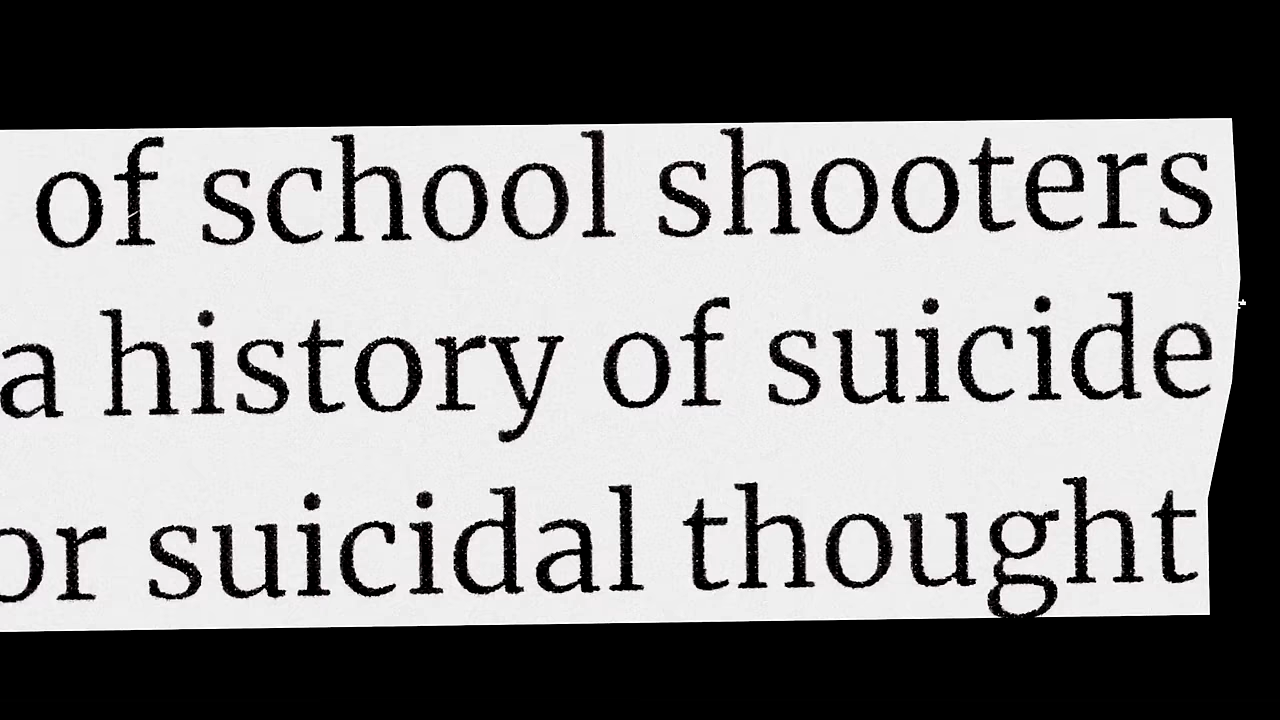 of school shooters
a history of suicide
or suicidal thought